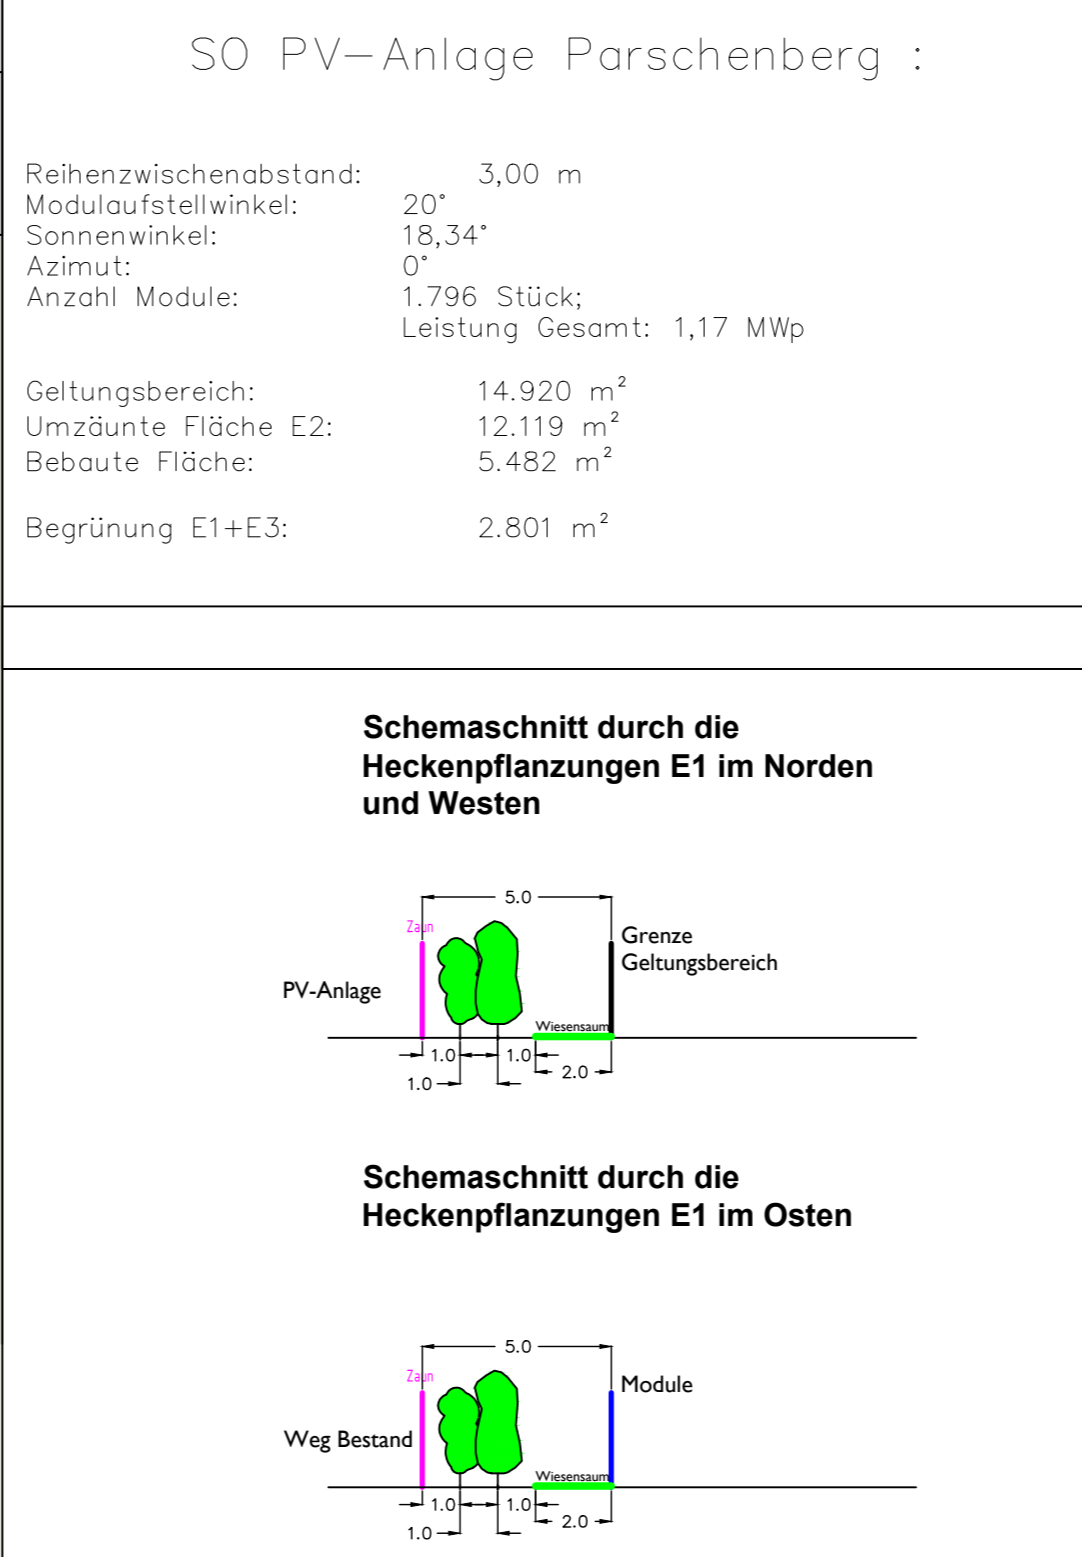 SO PV-Anlage Parschenberg :
Reihenzwischenabstand: 3,00 m
Modulaufstellwinkel: 20°
Sonnenwinkel: 18,34°
Azimut: 0°
Anzahl Module: 1.796 Stück;
Leistung Gesamt: 1,17 MWp
Geltungsbereich: 14.920 m²
Umzäunte Fläche E2: 12.119 m²
Bebaute Fläche: 5.482 m²
Begrünung E1+E3: 2.801 m²
Schemaschnitt durch die
Heckenpflanzungen E1 im Norden
und Westen
5.0
Zaun
Grenze
Geltungsbereich
PV-Anlage
Wiesensaum
1.0 1.0
1.0 2.0
Schemaschnitt durch die
Heckenpflanzungen E1 im Osten
5.0
Zaun
Module
Weg Bestand
Wiesensaum
1.0 1.0
1.0 2.0